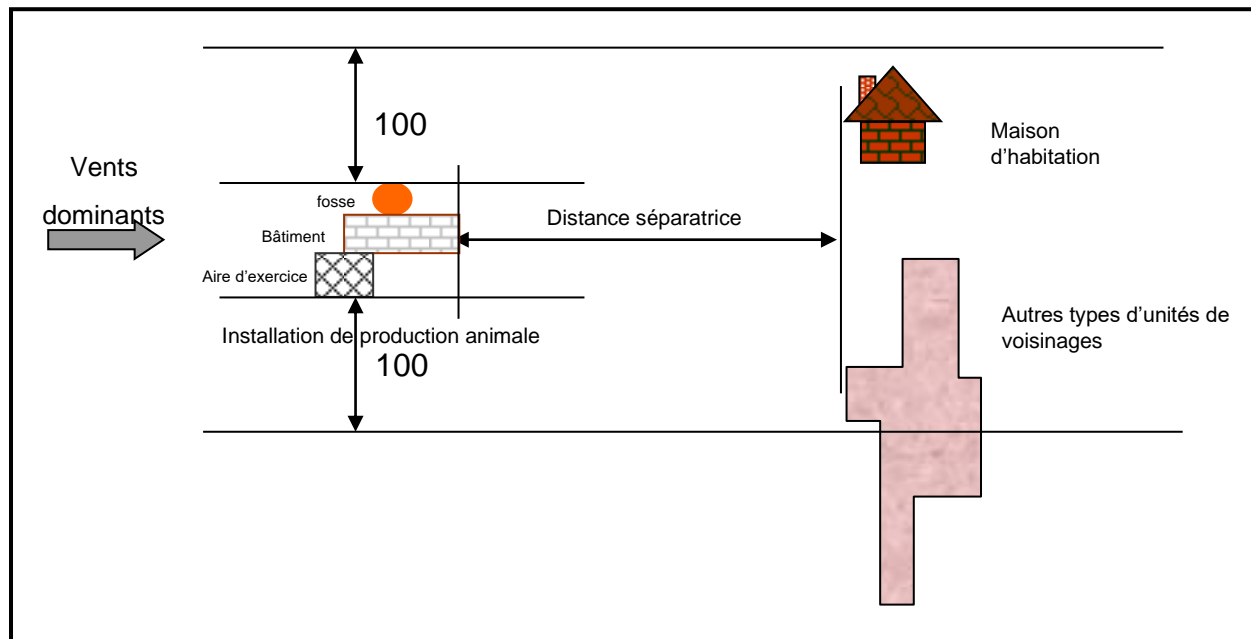 100
Maison
d'habitation
Vents
dominants
fosse
Distance séparatrice
Bâtiment
Aire d'exercice
Autres types d'unités de
voisinages
Installation de production animale
100